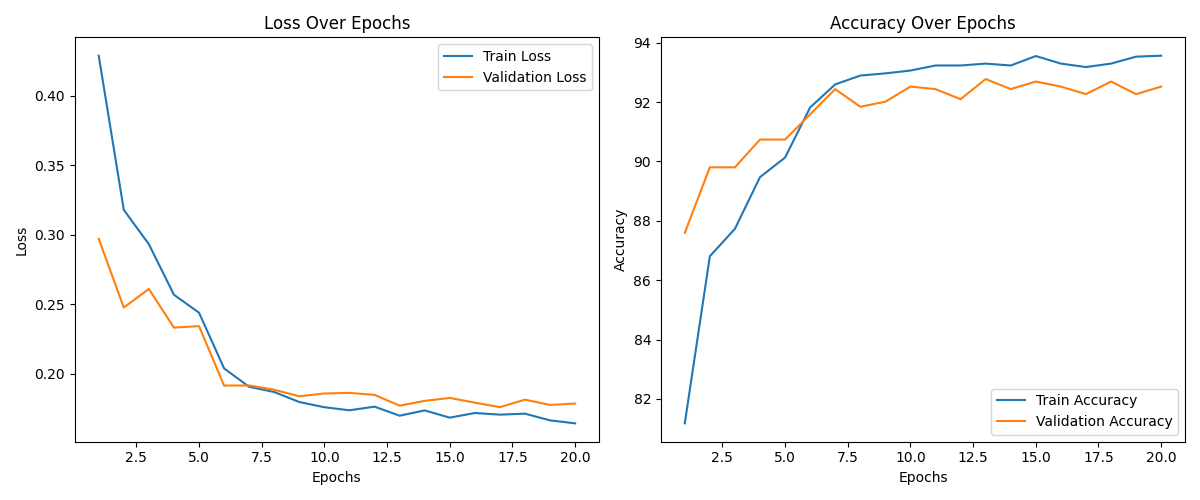 Loss Over Epochs
Train Loss
Validation Loss
Loss
0.40
0.35
0.30
0.25
0.20
2.5 5.0 7.5 10.0 12.5 15.0 17.5 20.0
Epochs
Accuracy Over Epochs
Accuracy
94
92
90
88
86
84
82
Train Accuracy
Validation Accuracy
2.5 5.0 7.5 10.0 12.5 15.0 17.5 20.0
Epochs